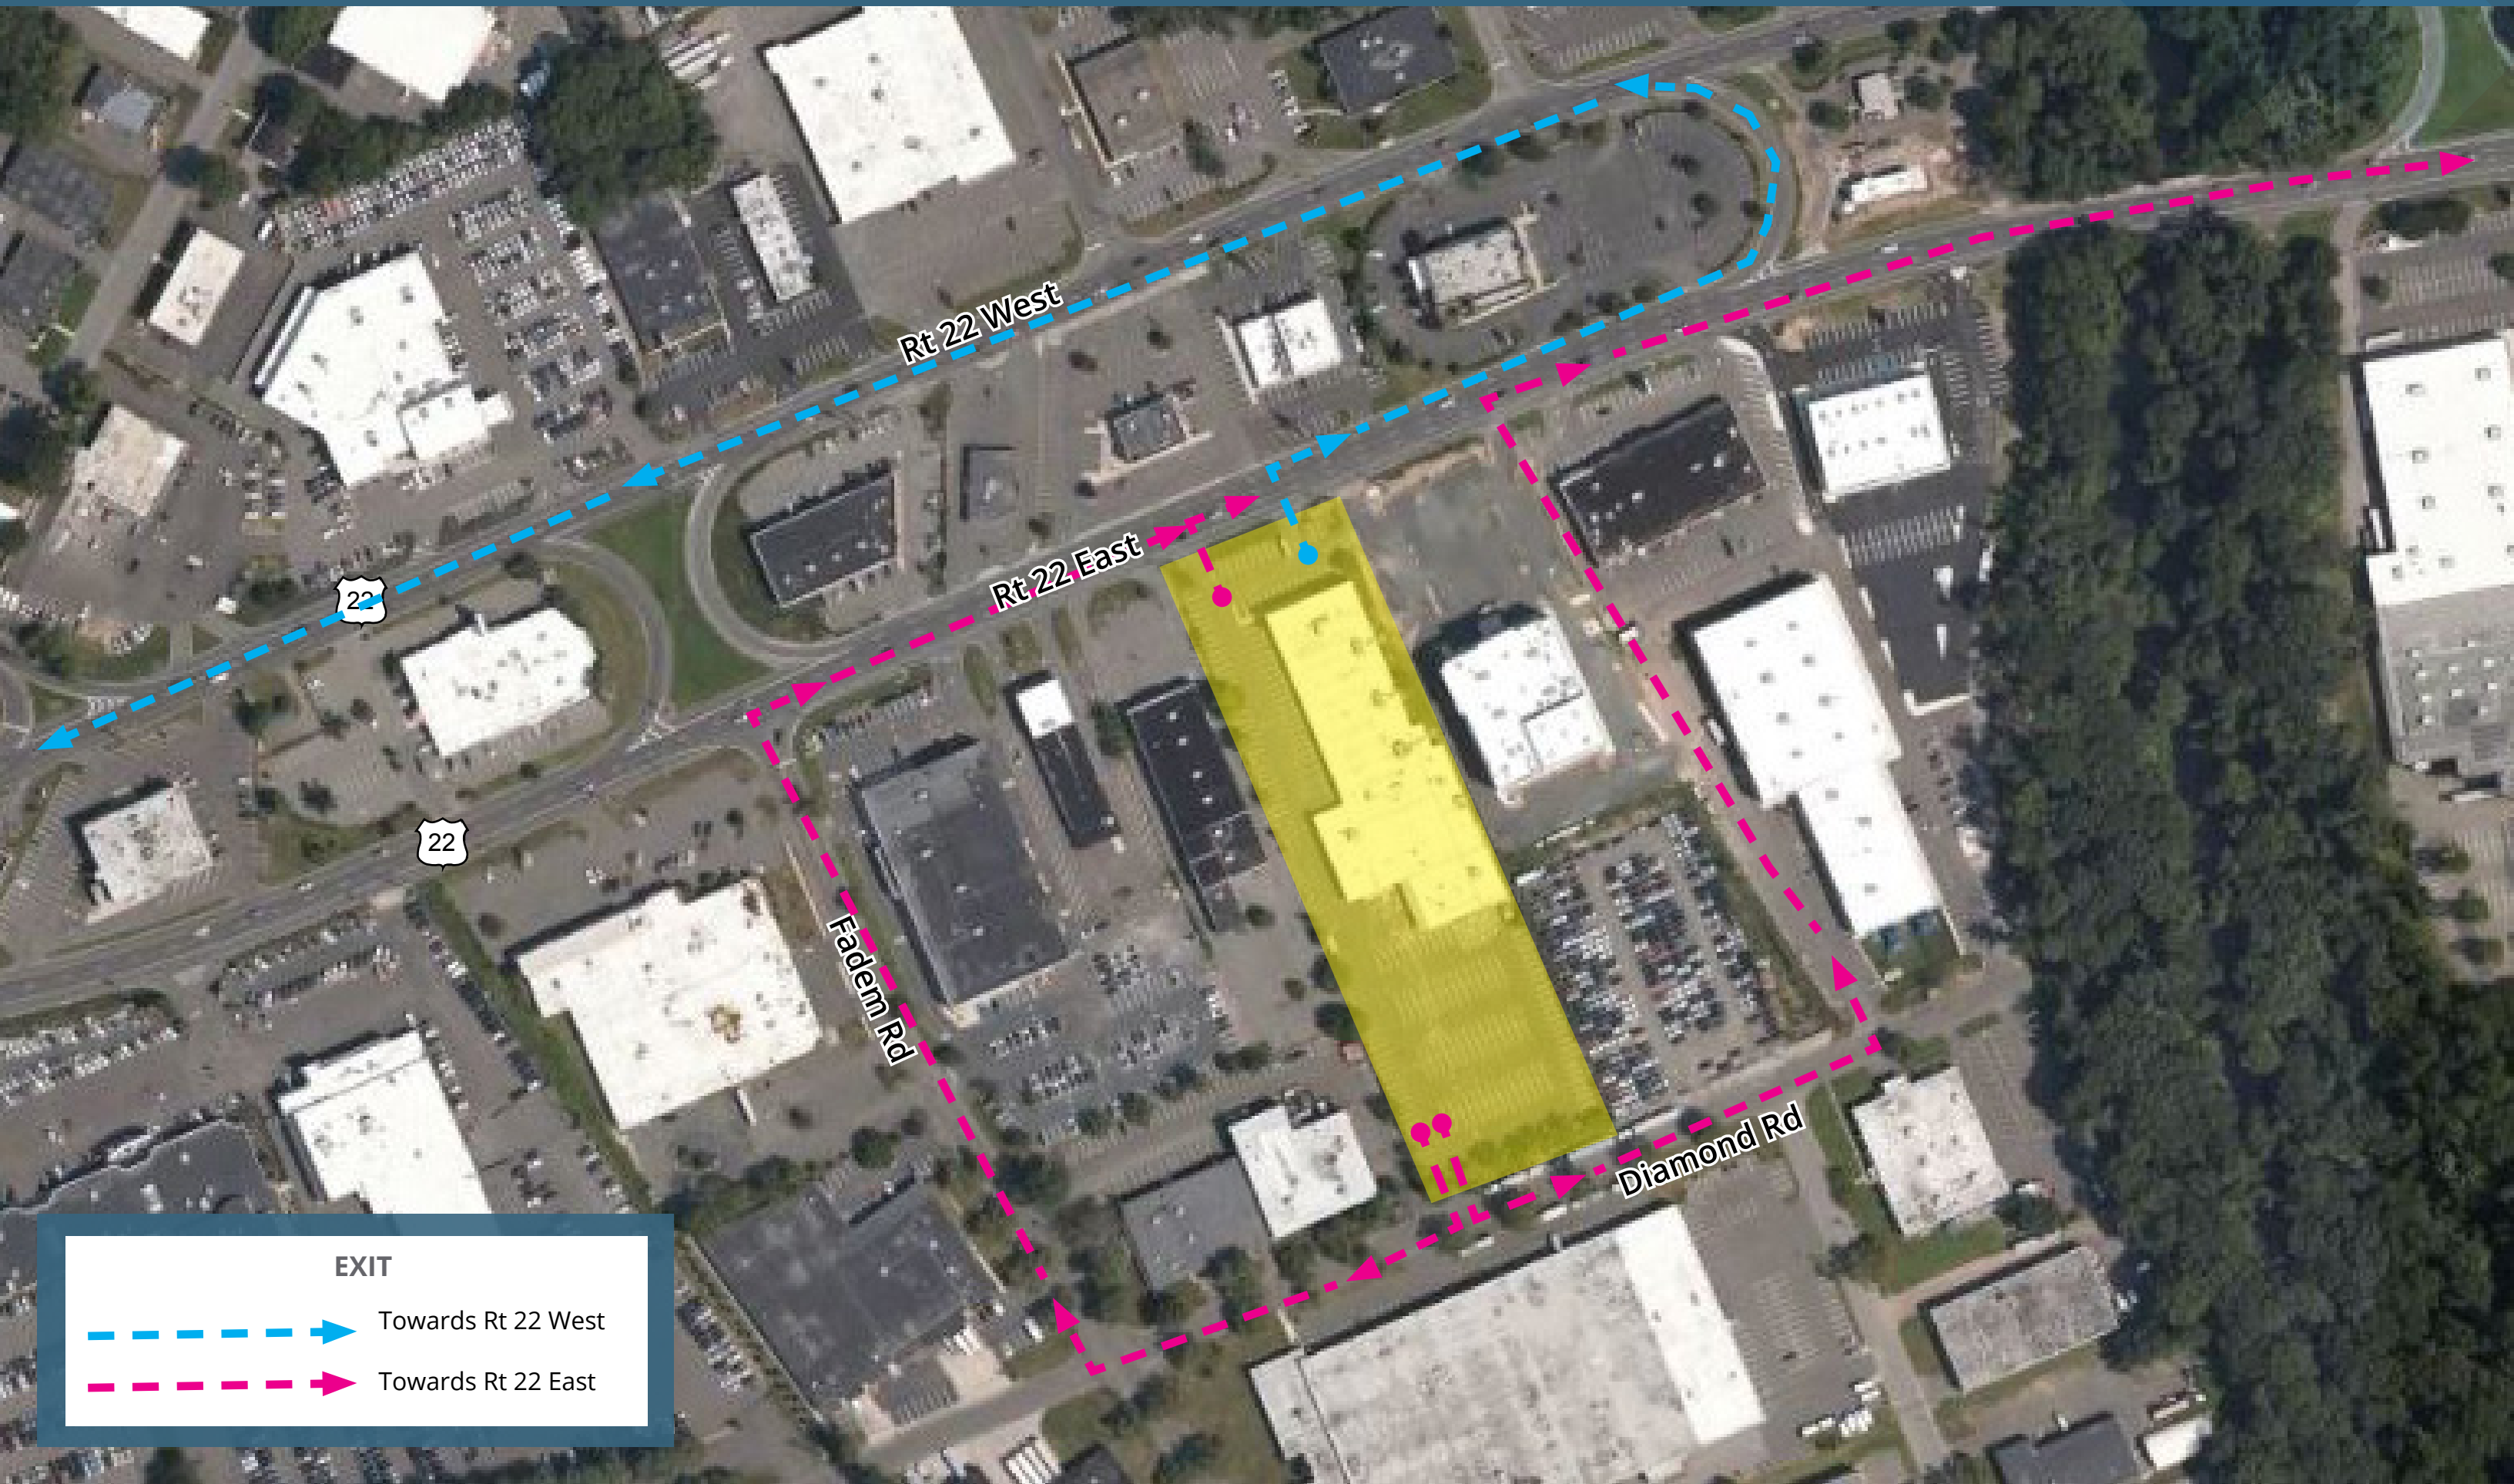 Rt 22 West
Rt 22 East
22
22
Fadem Rd
Diamond Rd
EXIT
Towards Rt 22 West
Towards Rt 22 East